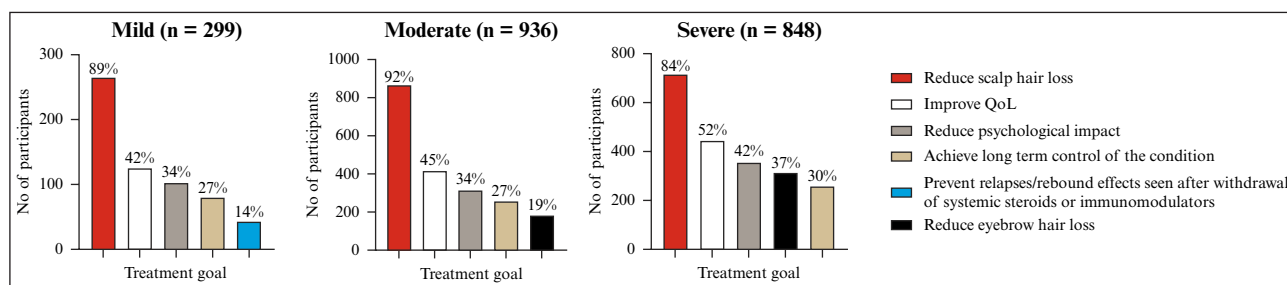 Mild (n = 299)
No of participants
300
200
100
0
89%
42%
34%
27%
14%
Treatment goal
Moderate (n = 936)
No of participants
1000
800
600
400
200
0
92%
45%
34%
27%
19%
Treatment goal
Severe (n = 848)
No of participants
800
600
400
200
0
84%
52%
42%
37%
30%
Treatment goal
Reduce scalp hair loss
Improve QoL
Reduce psychological impact
Achieve long term control of the condition
Prevent relapses/rebound effects seen after withdrawal
of systemic steroids or immunomodulators
Reduce eyebrow hair loss